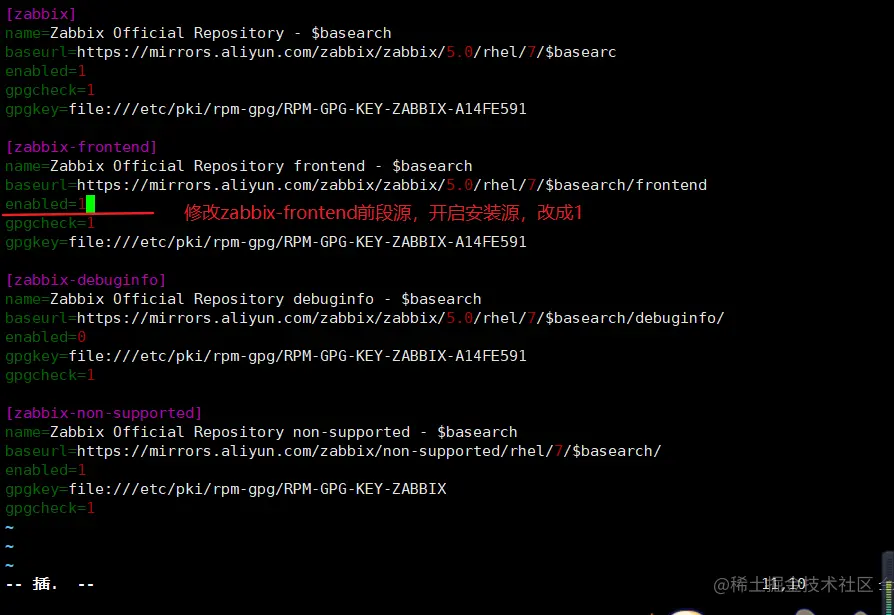 [zabbix]
name=Zabbix Official Repository - $basearch
baseurl=https://mirrors.aliyun.com/zabbix/zabbix/5.0/rhel/7/$basearc
enabled=1
gpgcheck=1
gpgkey=file:///etc/pki/rpm-gpg/RPM-GPG-KEY-ZABBIX-A14FE591
[zabbix-frontend]
name=Zabbix Official Repository frontend - $basearch
baseurl=https://mirrors.aliyun.com/zabbix/zabbix/5.0/rhel/7/$basearch/frontend
enabled=1
修改zabbix-frontend前段源，开启安装源，改成1
gpgcheck=1
gpgkey=file:///etc/pki/rpm-gpg/RPM-GPG-KEY-ZABBIX-A14FE591
[zabbix-debuginfo]
name=Zabbix Official Repository debuginfo - $basearch
baseurl=https://mirrors.aliyun.com/zabbix/zabbix/5.0/rhel/7/$basearch/debuginfo/
enabled=0
gpgkey=file:///etc/pki/rpm-gpg/RPM-GPG-KEY-ZABBIX-A14FE591
gpgcheck=1
[zabbix-non-supported]
name=Zabbix Official Repository non-supported - $basearch
baseurl=https://mirrors.aliyun.com/zabbix/non-supported/rhel/7/$basearch/
enabled=1
gpgkey=file:///etc/pki/rpm-gpg/RPM-GPG-KEY-ZABBIX
gpgcheck=1
~
~
~
-- 插. --
11,10
@稀土掘金技术社区